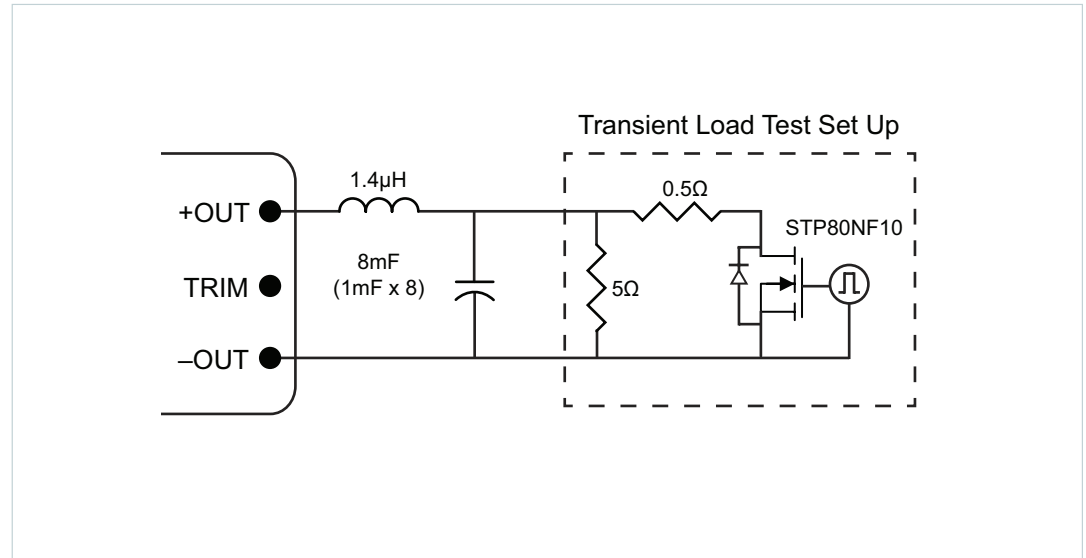 Transient Load Test Set Up
1.4µH
0.5Ω
+OUT
STP80NF10
8mF
(1mF x 8)
TRIM
5Ω
–OUT